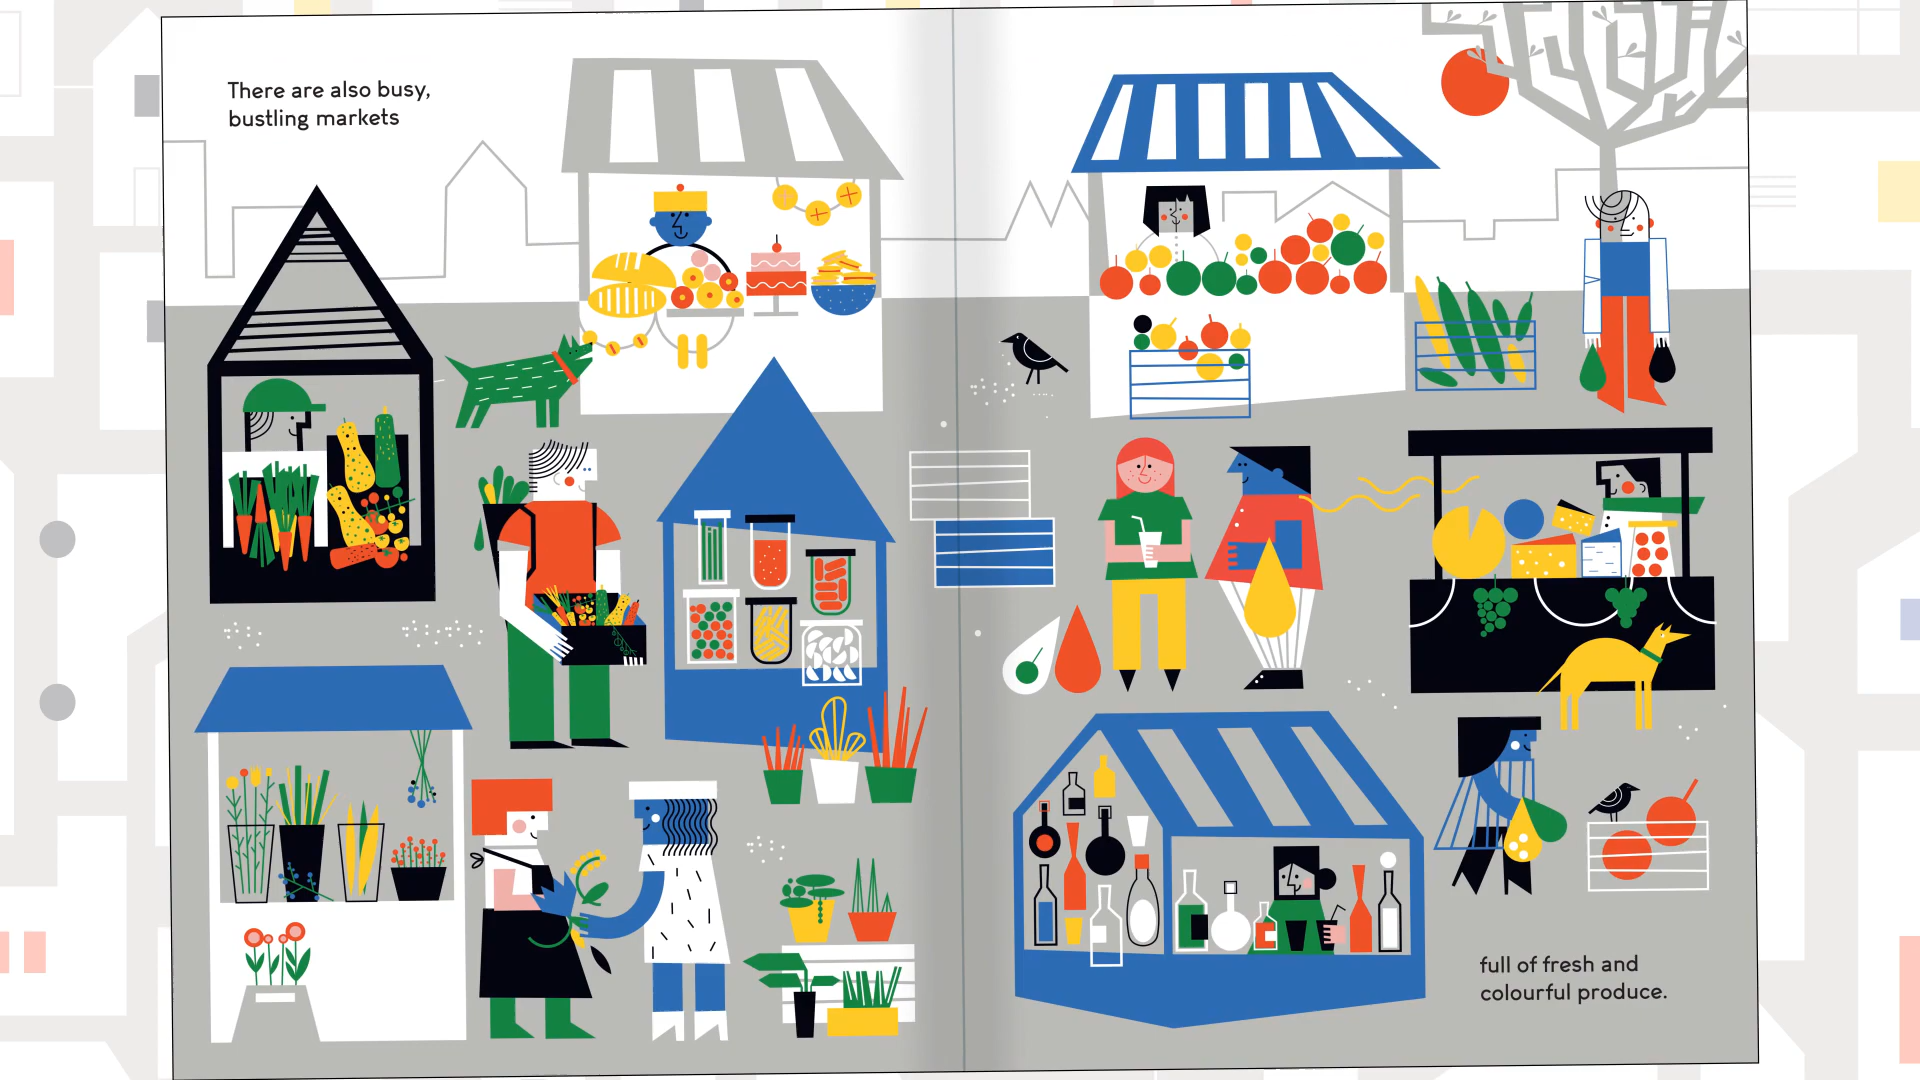 There are also busy,
bustling markets
full of fresh and
colourful produce.